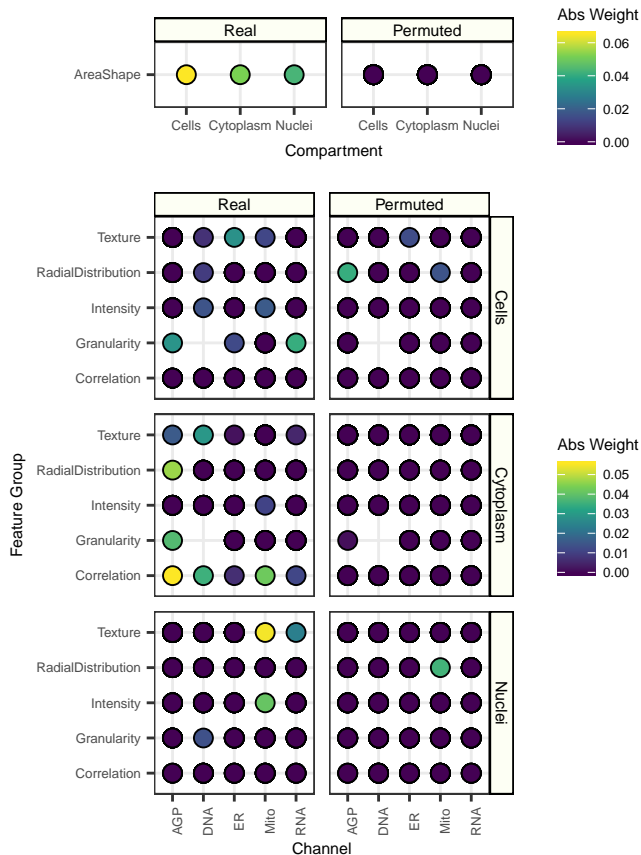 Real
Permuted
AreaShape
Cells
Cytoplasm
Nuclei
Cells
Cytoplasm
Nuclei
Compartment
Abs Weight
0.06
0.04
0.02
0.00
Real
Permuted
Feature Group
Texture
RadialDistribution
Intensity
Granularity
Correlation
Cells
Texture
RadialDistribution
Intensity
Granularity
Correlation
Cytoplasm
Texture
RadialDistribution
Intensity
Granularity
Correlation
Nuclei
AGP
DNA
ER
Mito
RNA
AGP
DNA
ER
Mito
RNA
Channel
Abs Weight
0.05
0.04
0.03
0.02
0.01
0.00